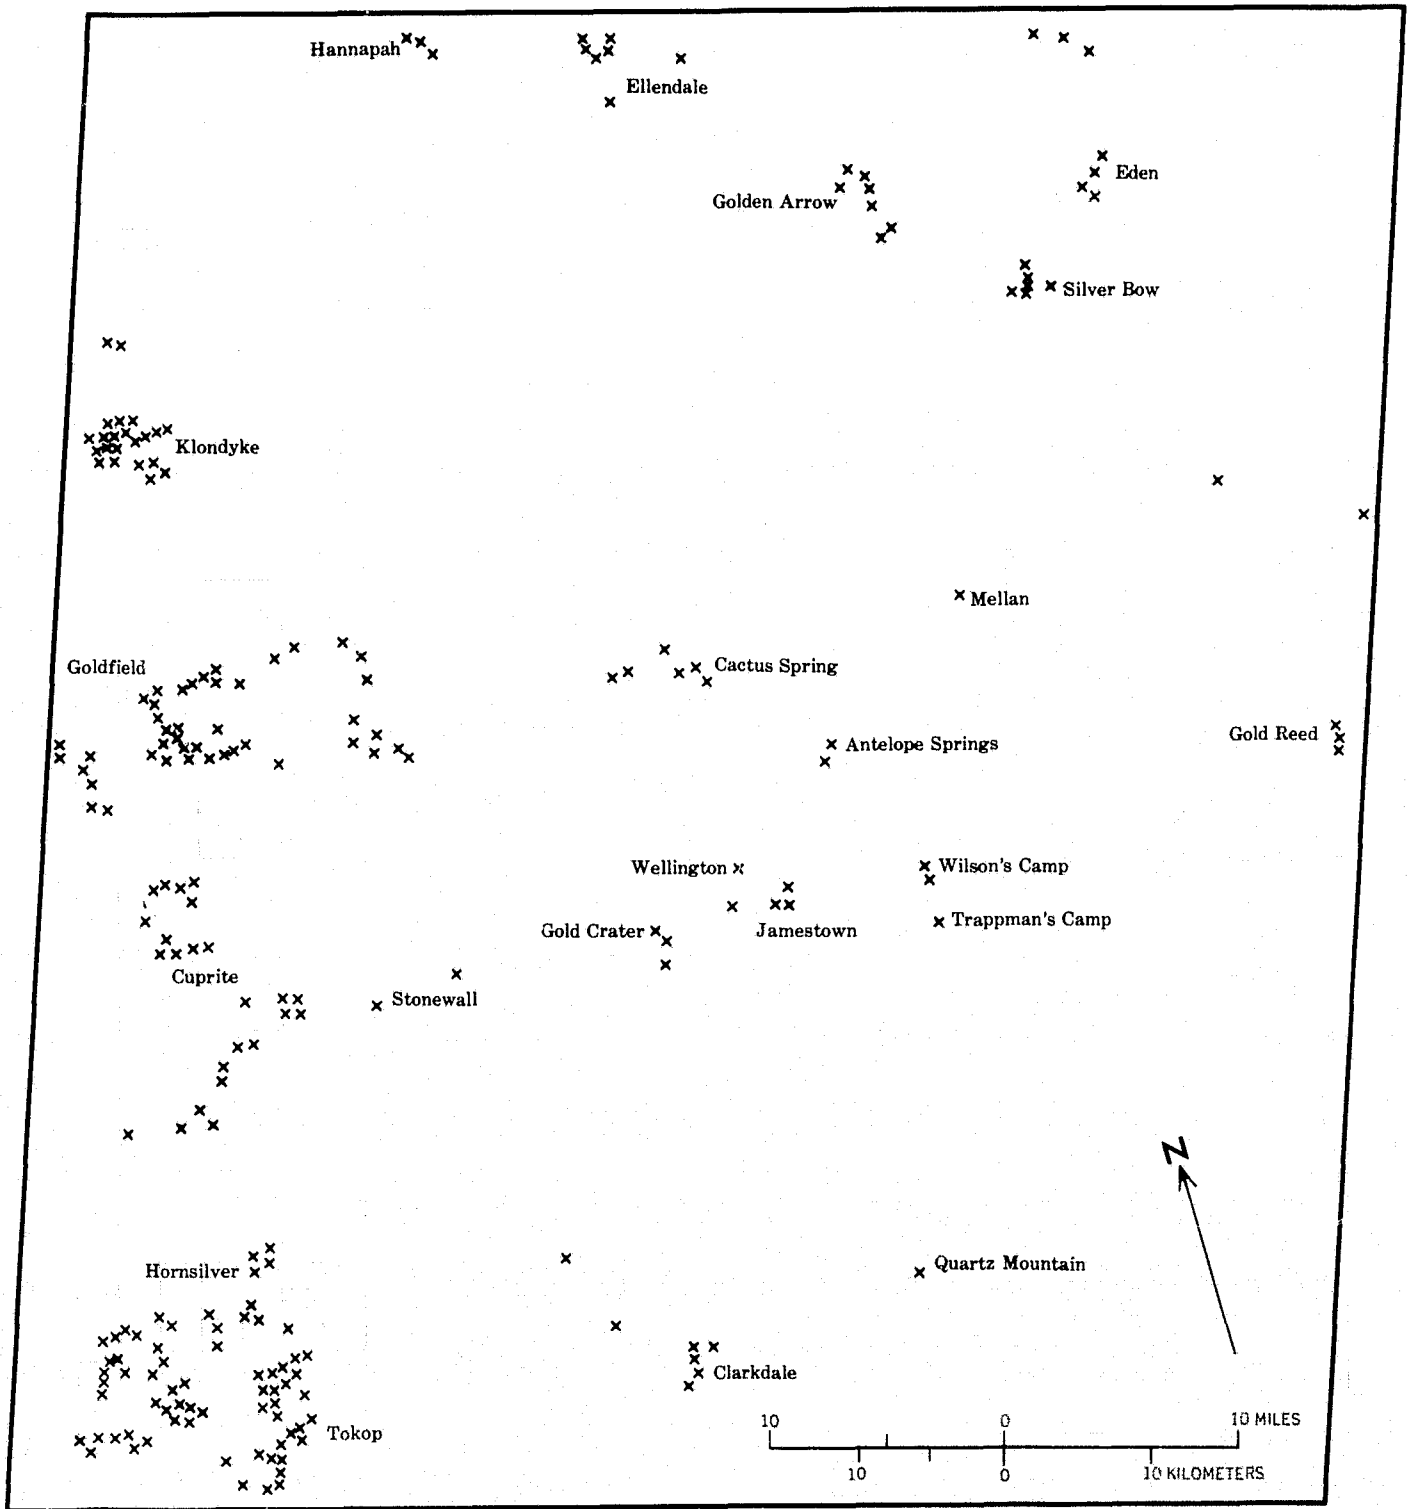 Hannapah
Ellendale
Eden
Golden Arrow
Silver Bow
Klondyke
Mellan
Goldfield
Cactus Spring
Gold Reed
Antelope Springs
Wellington
Wilson's Camp
Trappman's Camp
Gold Crater
Jamestown
Cuprite
Stonewall
N
Hornsilver
Quartz Mountain
Clarkdale
Tokop
10 0 10 MILES
10 0 10 KILOMETERS